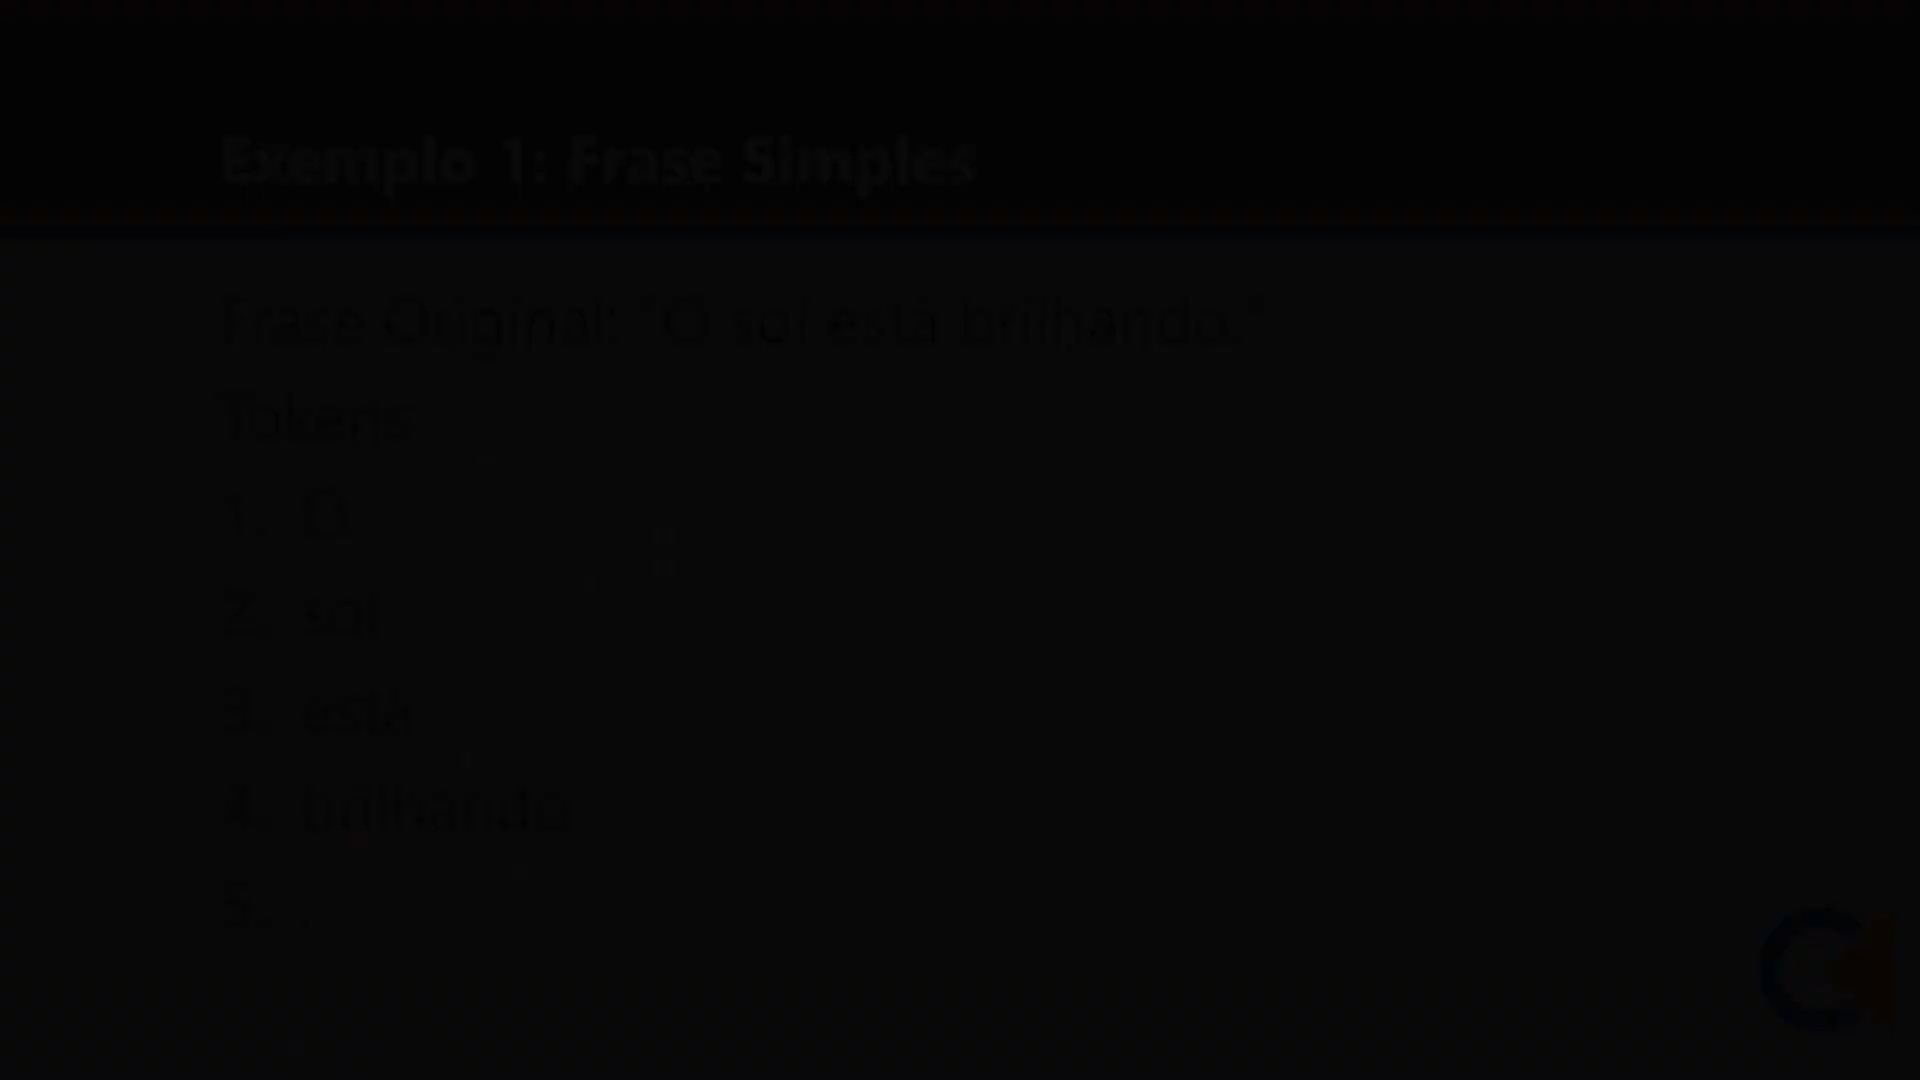 Exemplo 1: Frase Simples
Frase Original: "O sol está brilhando."
Tokens
1. O
2. sol
3. está
4. brilhando
5. .